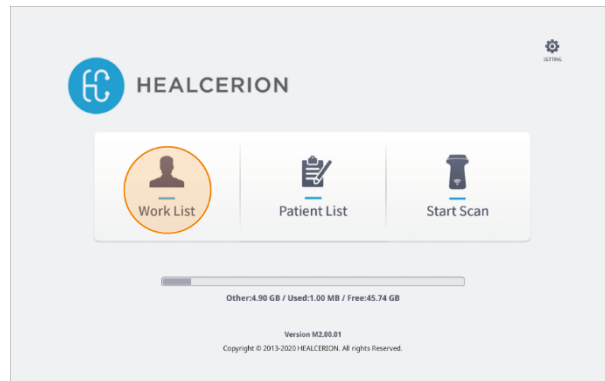 SETTING
HEALCERION
Work List
Patient List
Start Scan
Other:4.90 GB / Used:1.00 MB / Free:45.74 GB
Version M2.00.01
Copyright © 2013-2020 HEALCERION. All rights Reserved.